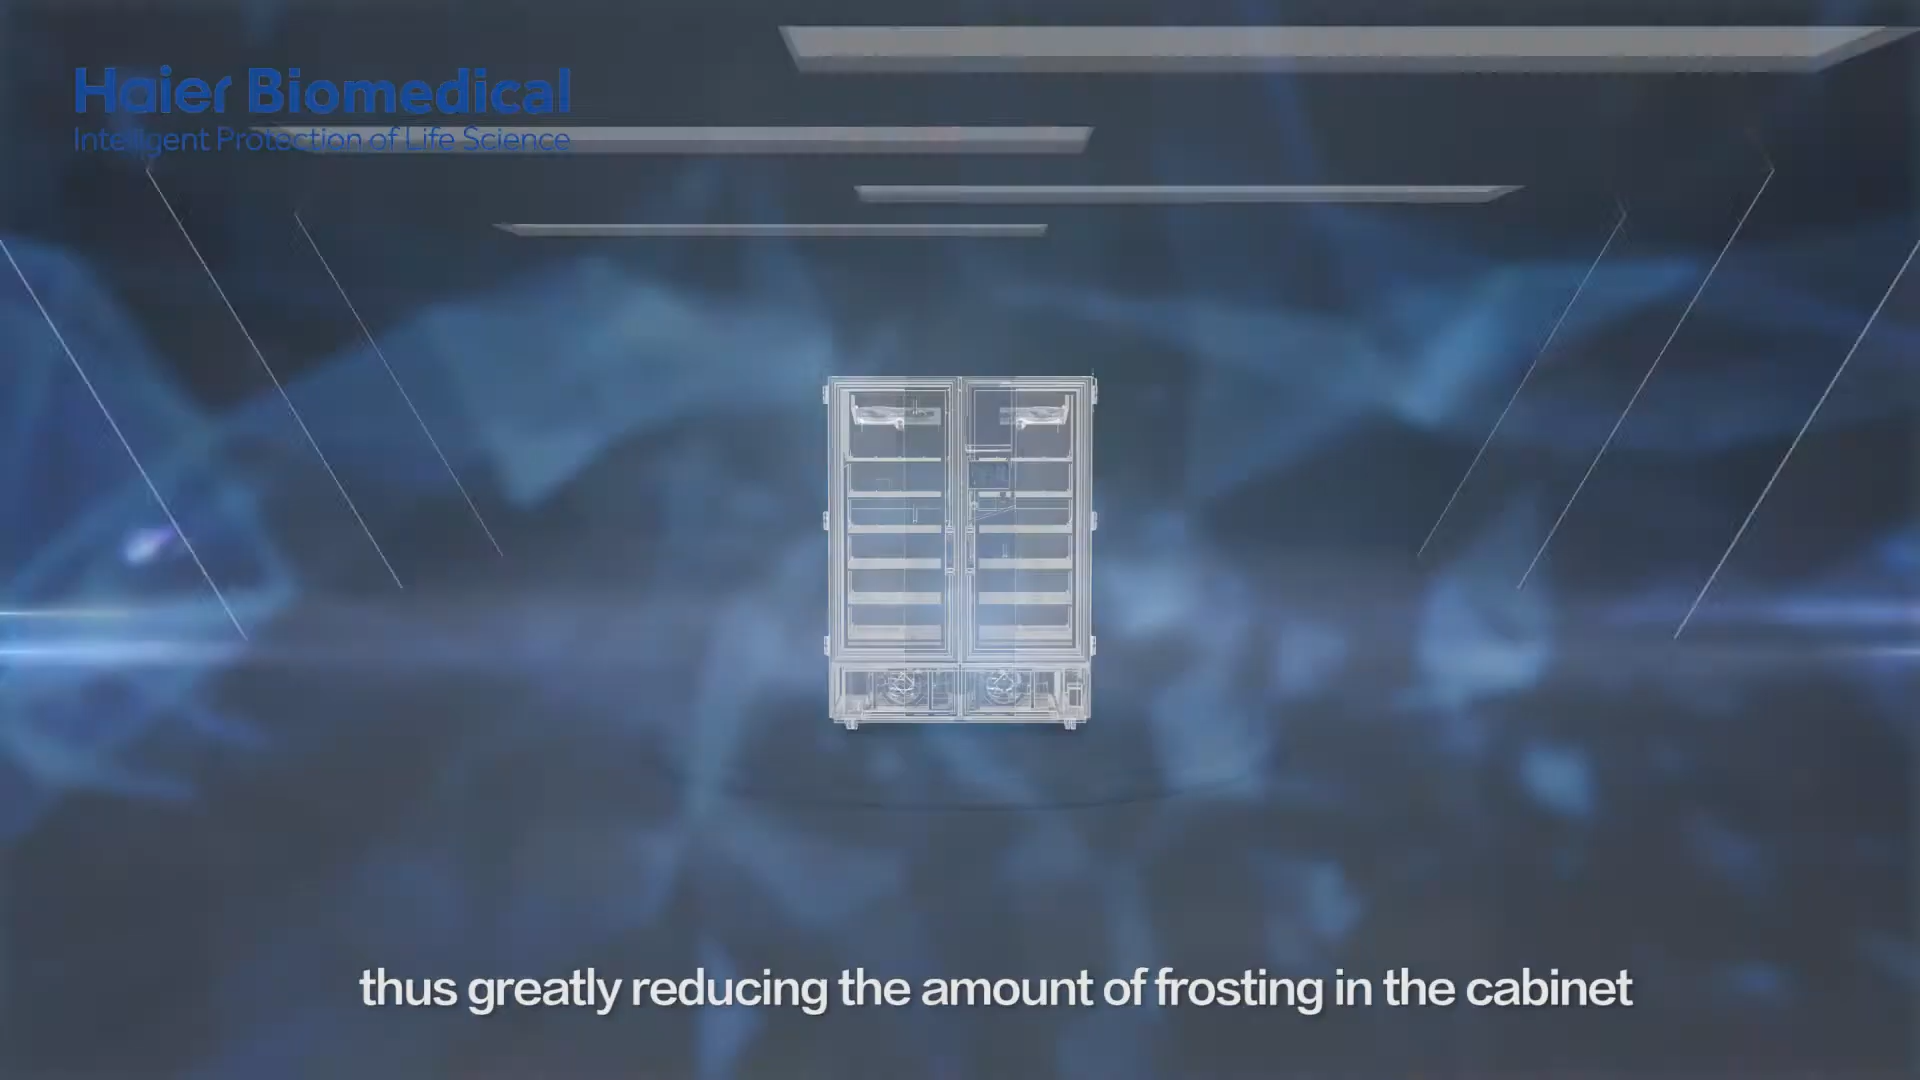 Haier Biomedical
Intelligent Protection of Life Science
thus greatly reducing the amount of frosting in the cabinet